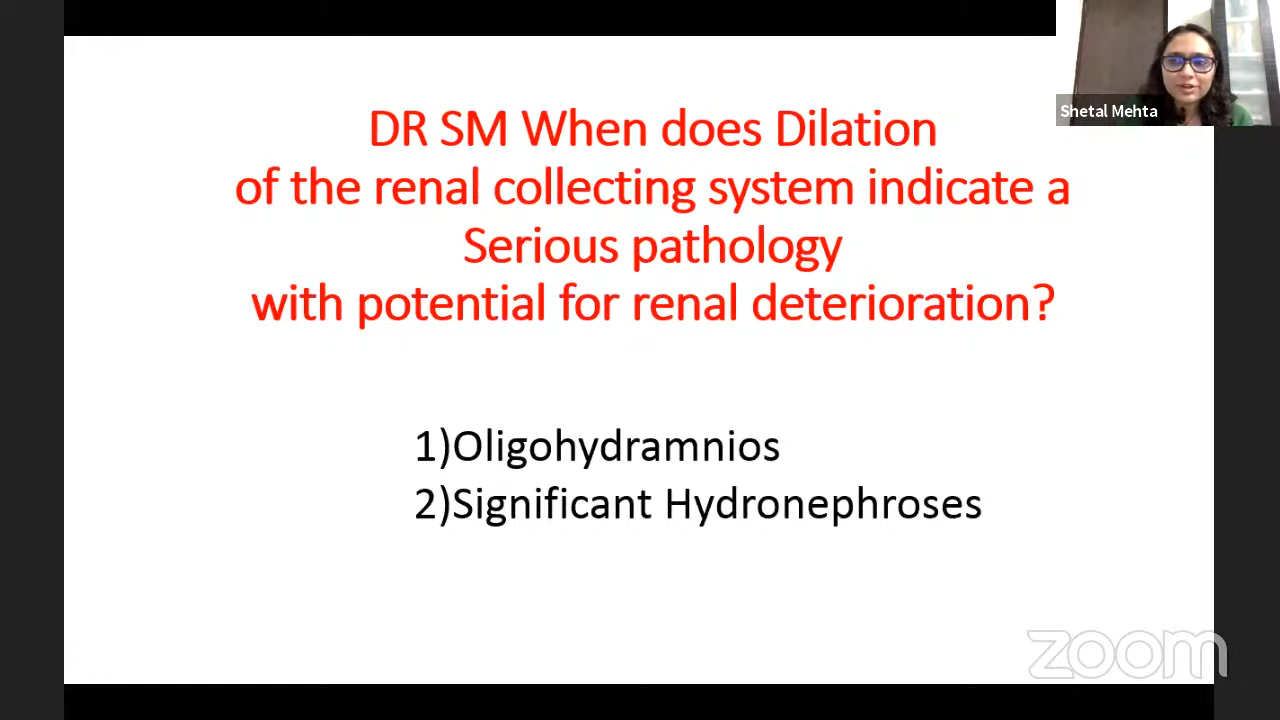 Shetal Mehta
DR SM When does Dilation
of the renal collecting system indicate a
Serious pathology
with potential for renal deterioration?
1)Oligohydramnios
2)Significant Hydronephroses
zoom